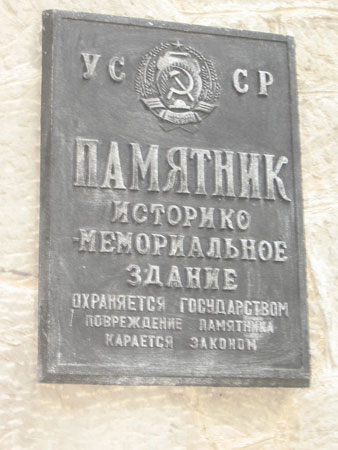 УС СР
ПАМЯТНИК
ИСТОРИКО
-МЕМОРИАЛЬНОЕ
ЗДАНИЕ
ОХРАНЯЕТСЯ ГОСУДАРСТВОМ
ПОВРЕЖДЕНИЕ ПАМЯТНИКА
КАРАЕТСЯ ЗАКОНОМ